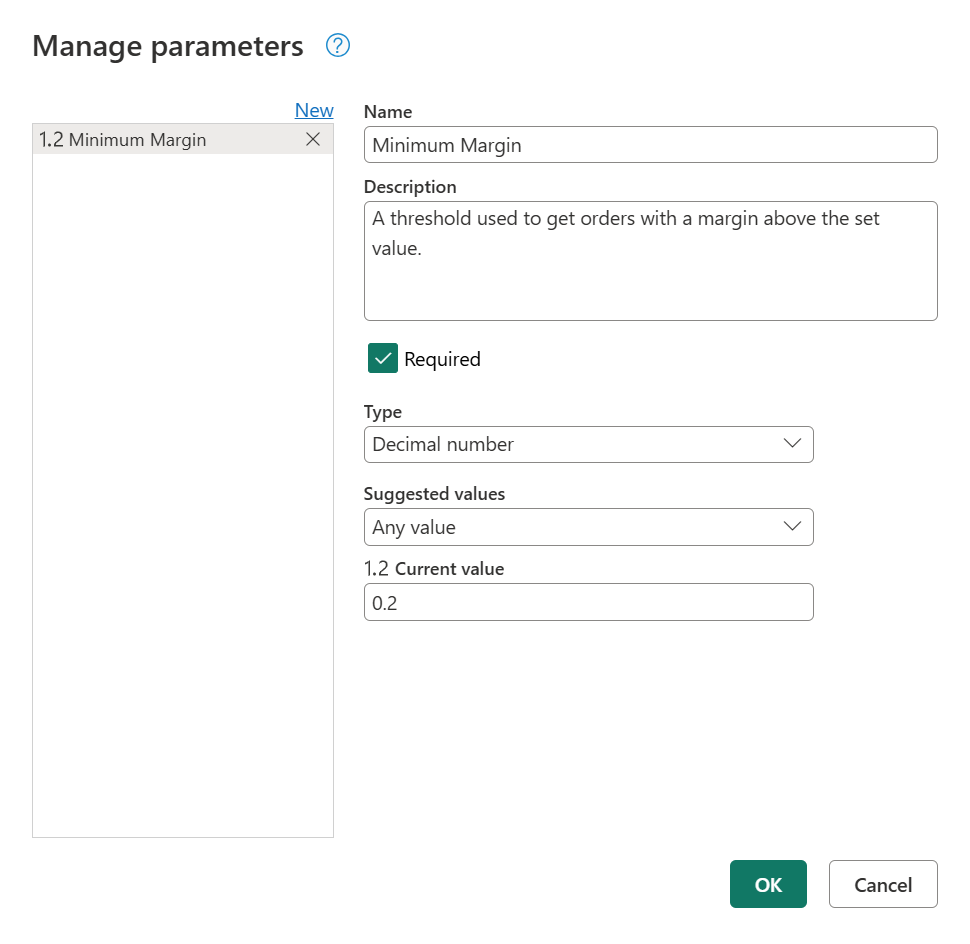 Manage parameters ?
New
1.2 Minimum Margin
Name
Minimum Margin
Description
A threshold used to get orders with a margin above the set
value.
Required
Type
Decimal number
Suggested values
Any value
1.2 Current value
0.2
OK
Cancel